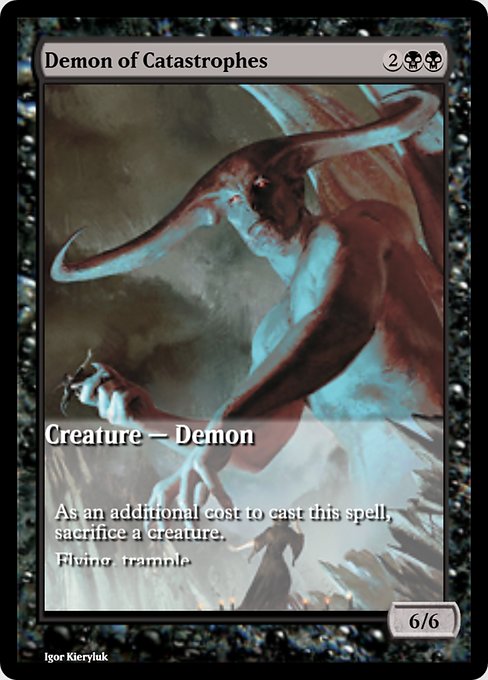 Demon of Catastrophes 2
Creature — Demon
As an additional cost to cast this spell,
sacrifice a creature.
Flying, trample
6/6
Igor Kieryluk